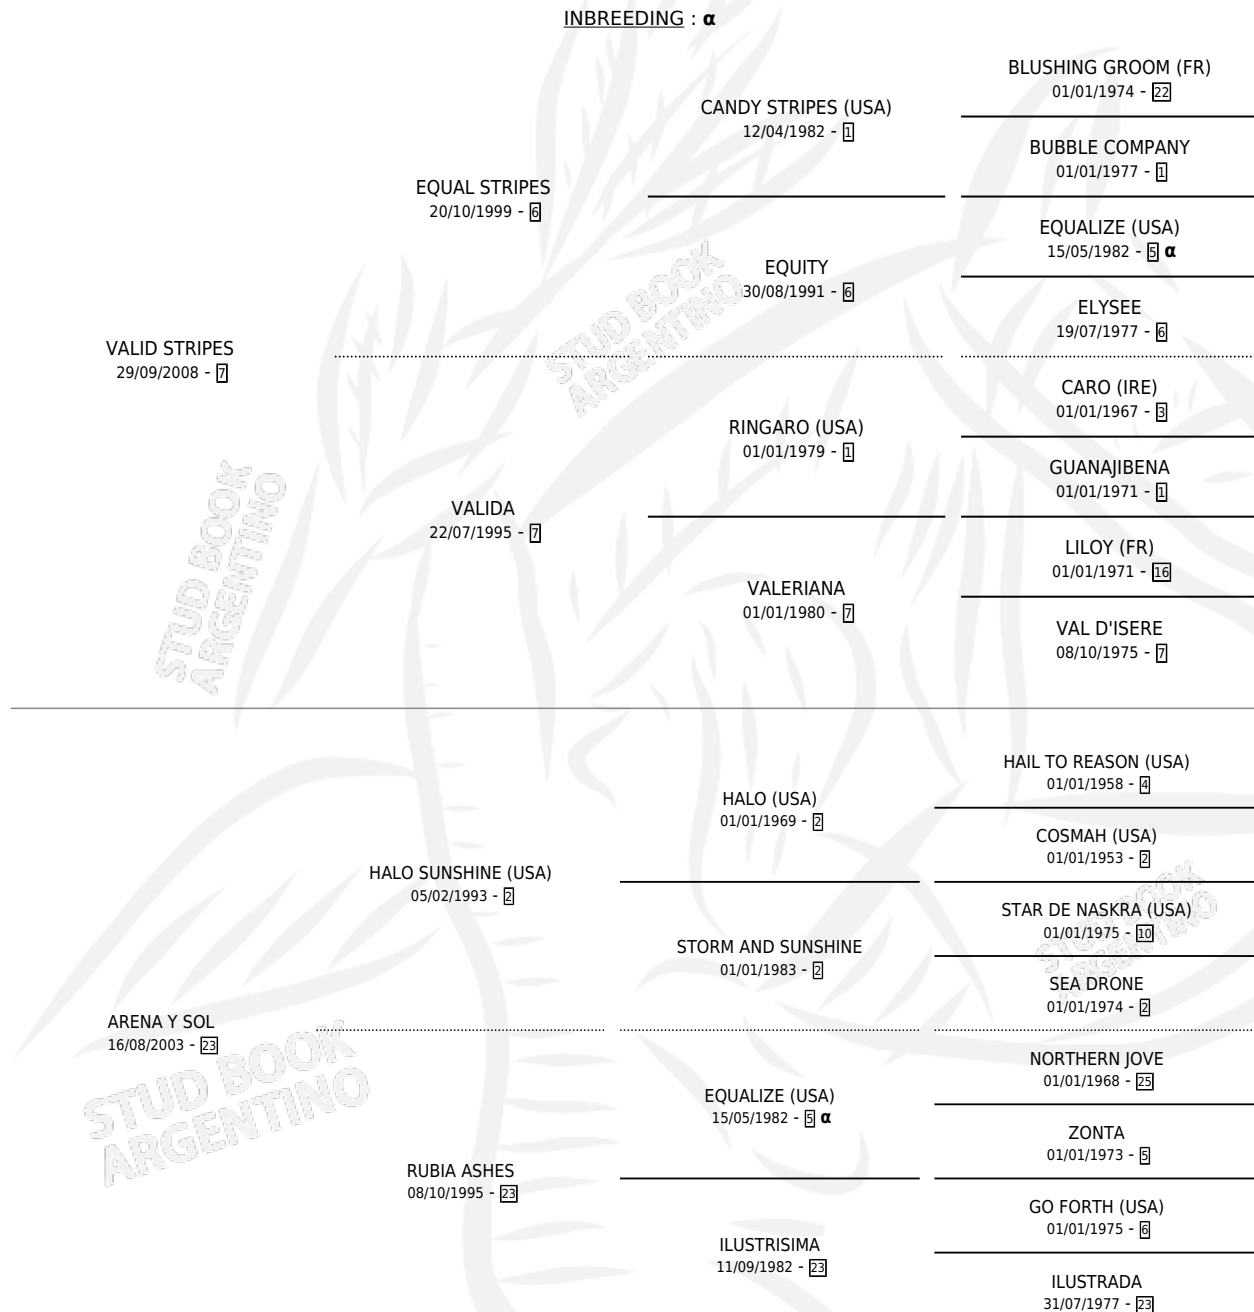 INBREEDING : α
BLUSHING GROOM (FR)
01/01/1974 - 22
CANDY STRIPES (USA)
12/04/1982 - 1
BUBBLE COMPANY
01/01/1977 - 1
EQUAL STRIPES
20/10/1999 - 6
EQUALIZE (USA)
15/05/1982 - 5 α
EQUITY
30/08/1991 - 6
ELYSEE
19/07/1977 - 6
VALID STRIPES
29/09/2008 - 7
CARO (IRE)
01/01/1967 - 3
RINGARO (USA)
01/01/1979 - 1
GUANAJIBENA
01/01/1971 - 1
VALIDA
22/07/1995 - 7
LILOY (FR)
01/01/1971 - 16
VALERIANA
01/01/1980 - 7
VAL D'ISERE
08/10/1975 - 7
HAIL TO REASON (USA)
01/01/1958 - 4
HALO (USA)
01/01/1969 - 2
COSMAH (USA)
01/01/1953 - 2
HALO SUNSHINE (USA)
05/02/1993 - 2
STAR DE NASKRA (USA)
01/01/1975 - 10
STORM AND SUNSHINE
01/01/1983 - 2
SEA DRONE
01/01/1974 - 2
ARENA Y SOL
16/08/2003 - 23
NORTHERN JOVE
01/01/1968 - 25
EQUALIZE (USA)
15/05/1982 - 5 α
ZONTA
01/01/1973 - 5
RUBIA ASHES
08/10/1995 - 23
GO FORTH (USA)
01/01/1975 - 6
ILUSTRISIMA
11/09/1982 - 23
ILUSTRADA
31/07/1977 - 23
STUD BOOK
ARGENTINO
STUD BOOK
ARGENTINO
STUD BOOK
ARGENTINO
STUD BOOK
ARGENTINO